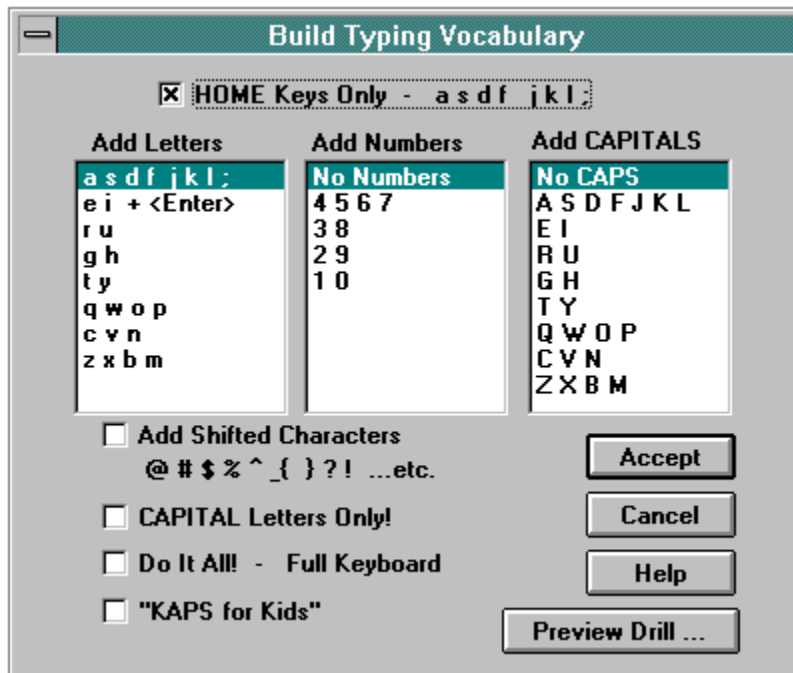 Build Typing Vocabulary
HOME Keys Only - a s d f j k l ;
Add Letters
a s d f j k l ;
e i + <Enter>
r u
g h
t y
q w o p
c v n
z x b m
Add Numbers
No Numbers
4 5 6 7
3 8
2 9
1 0
Add CAPITALS
No CAPS
A S D F J K L
E I
R U
G H
T Y
Q W O P
C V N
Z X B M
Add Shifted Characters
@ # $ % ^ _{ } ? ! ...etc.
CAPITAL Letters Only!
Do It All! - Full Keyboard
"KAPS for Kids"
Accept
Cancel
Help
Preview Drill ...